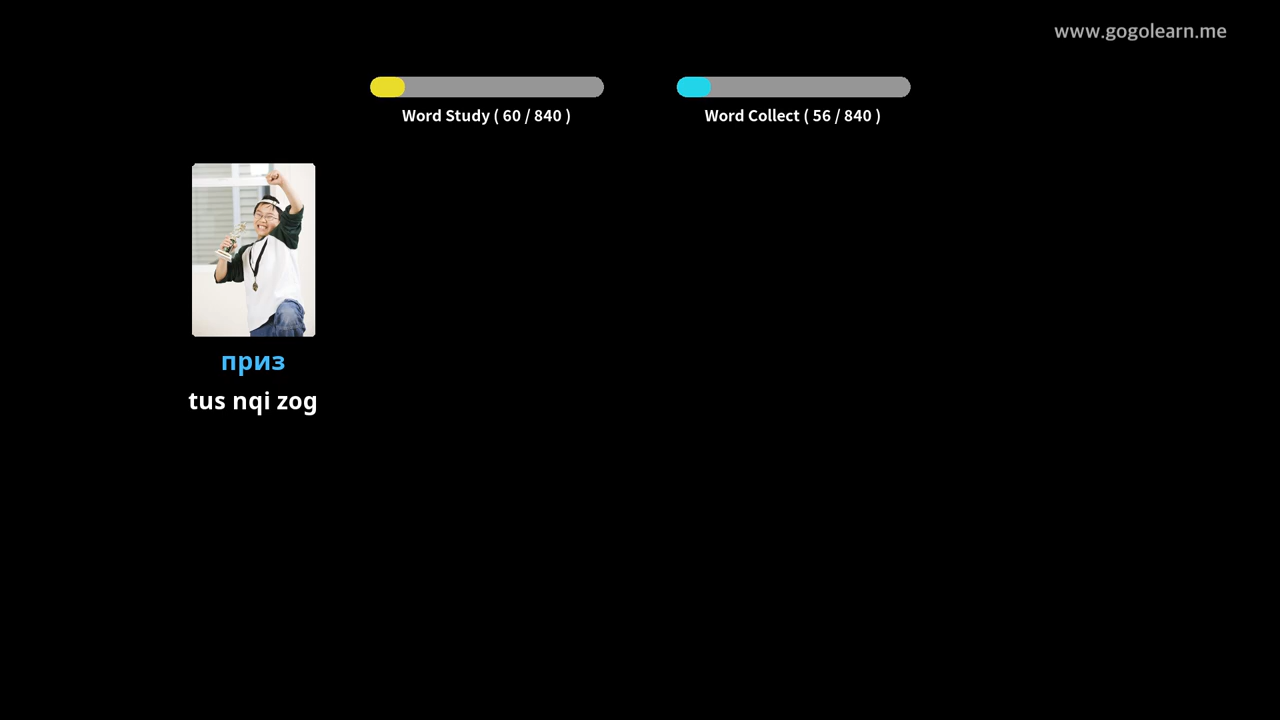 www.gogolearn.me
Word Study ( 60 / 840 )
Word Collect ( 56 / 840 )
приз
tus nqi zog